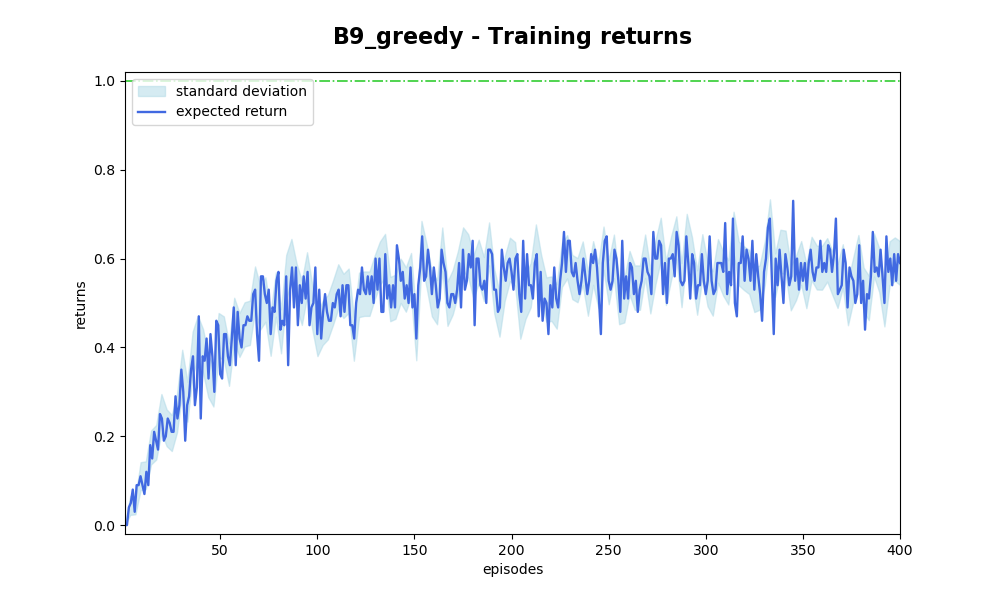 B9_greedy - Training returns
1.0
standard deviation
expected return
0.8
0.6
0.4
0.2
0.0
returns
50 100 150 200 250 300 350 400
episodes